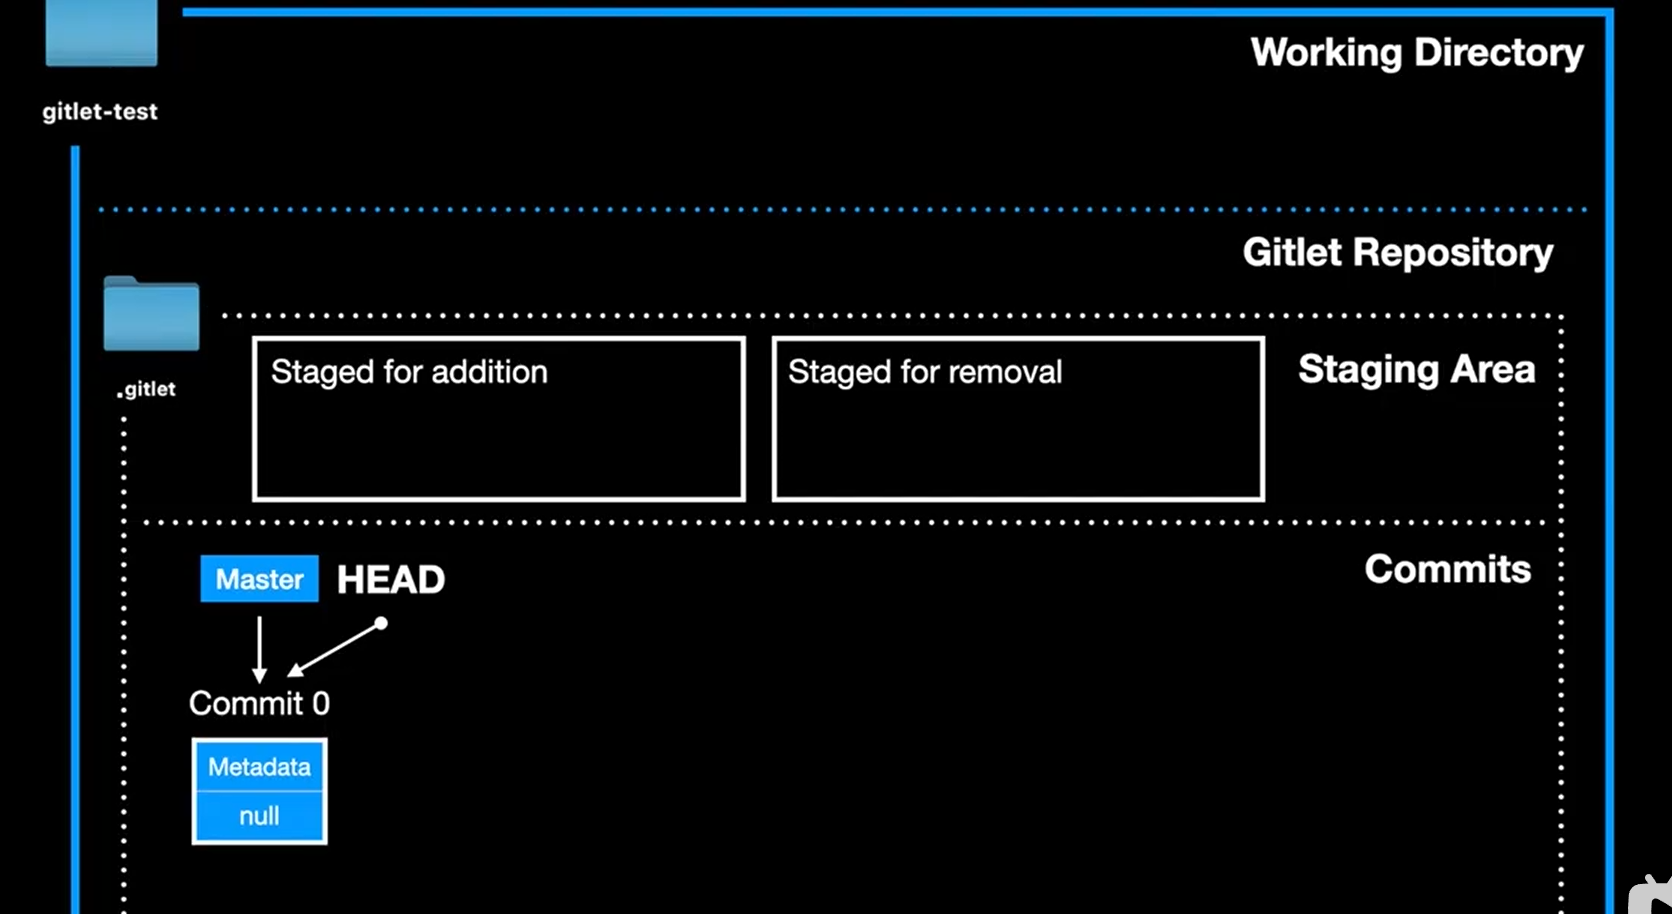 Working Directory
gitlet-test
Gitlet Repository
Staged for addition
Staged for removal
Staging Area
.gitlet
Master
HEAD
Commits
Commit 0
Metadata
null